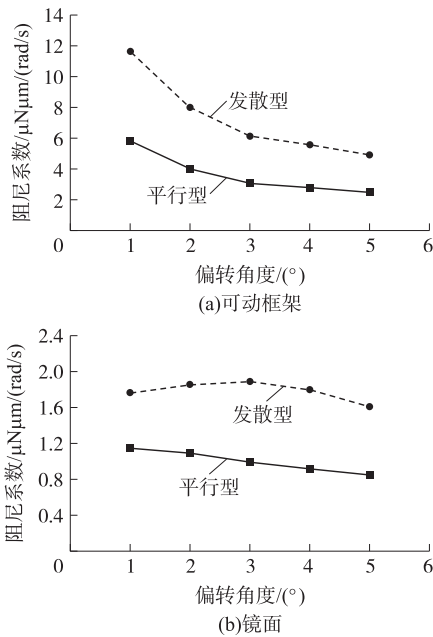 14
12
10
8
6
4
2
0
阻尼系数/μNμm/(rad/s)
发散型
平行型
1 2 3 4 5 6
偏转角度/(°)
(a)可动框架
2.4
2.0
1.6
1.2
0.8
0.4
0
阻尼系数/μNμm/(rad/s)
发散型
平行型
1 2 3 4 5 6
偏转角度/(°)
(b)镜面